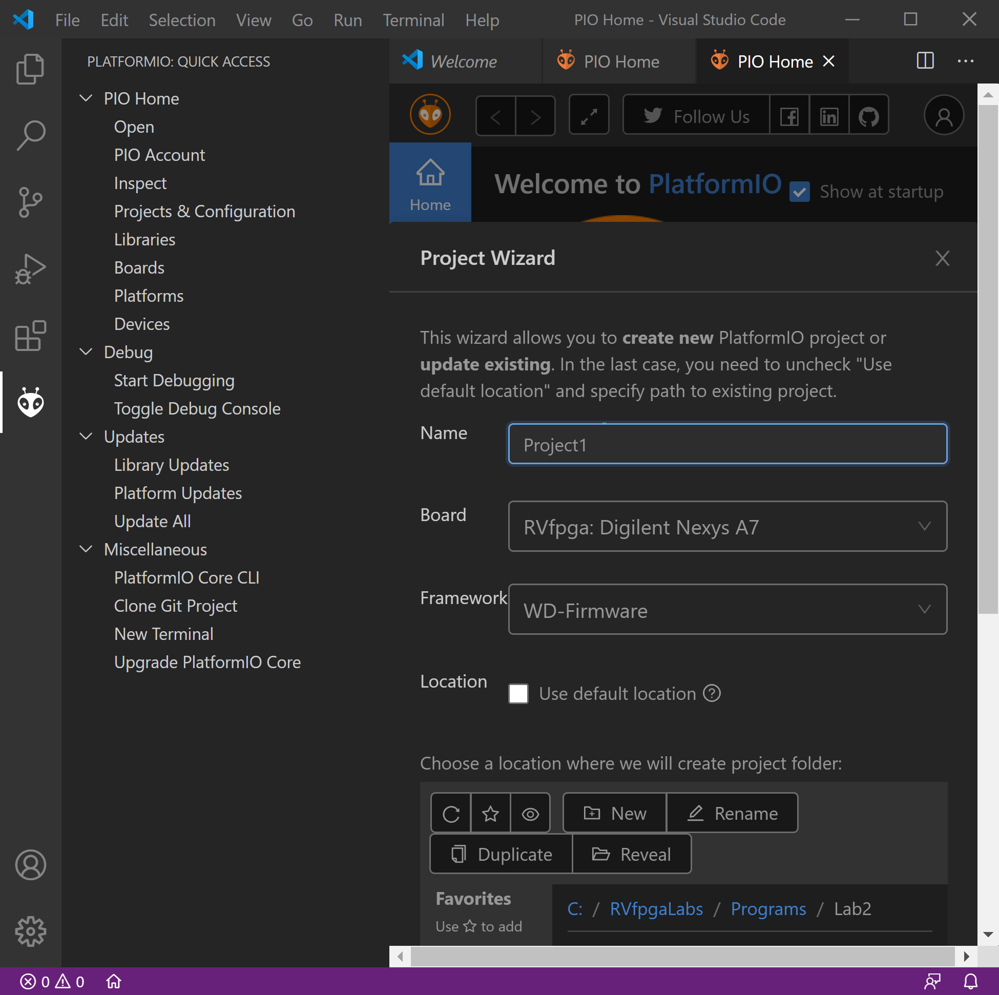 File Edit Selection View Go Run Terminal Help PIO Home - Visual Studio Code
PLATFORMIO: QUICK ACCESS
PIO Home
Open
PIO Account
Inspect
Projects & Configuration
Libraries
Boards
Platforms
Devices
Debug
Start Debugging
Toggle Debug Console
Updates
Library Updates
Platform Updates
Update All
Miscellaneous
PlatformIO Core CLI
Clone Git Project
New Terminal
Upgrade PlatformIO Core
Welcome PIO Home PIO Home
Follow Us
Home
Welcome to PlatformIO Show at startup
Project Wizard
This wizard allows you to create new PlatformIO project or
update existing. In the last case, you need to uncheck "Use
default location" and specify path to existing project.
Name Project1
Board RVfpga: Digilent Nexys A7
Framework WD-Firmware
Location Use default location
Choose a location where we will create project folder:
New Rename
Duplicate Reveal
Favorites
Use ☆ to add
C: / RVfpgaLabs / Programs / Lab2
0 0